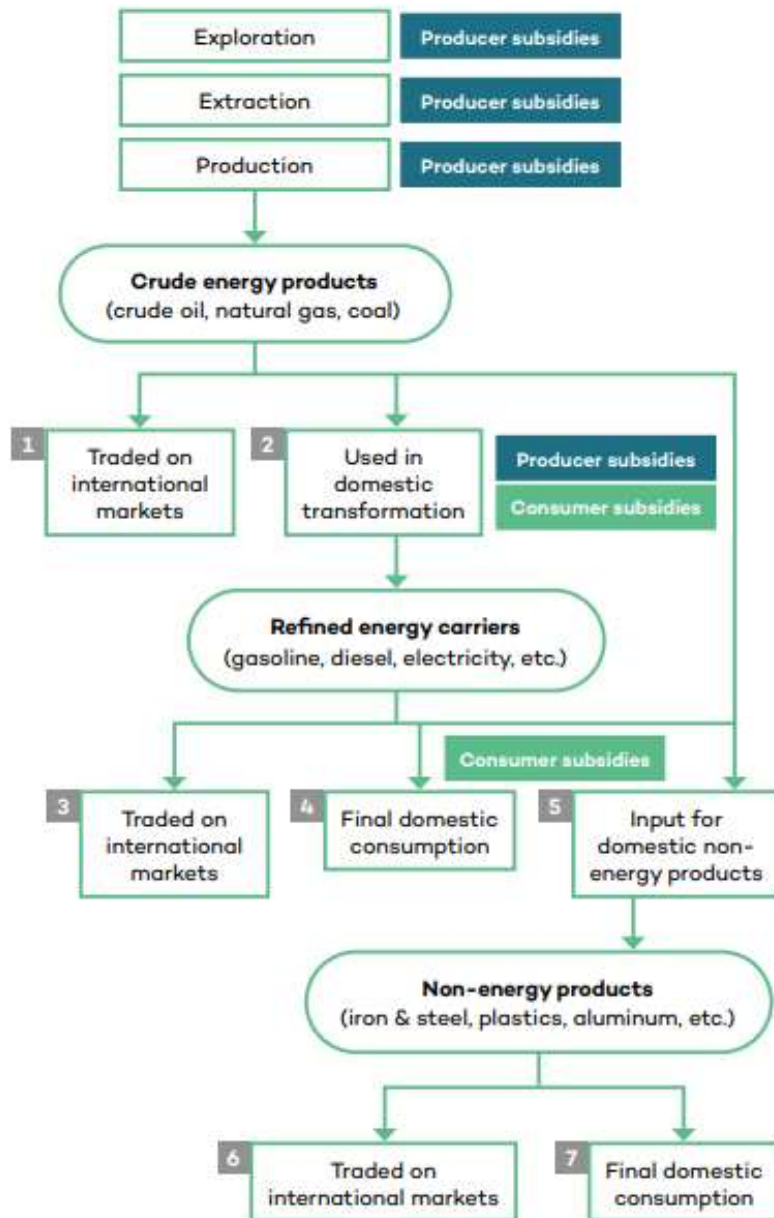 Exploration
Producer subsidies
Extraction
Producer subsidies
Production
Producer subsidies
Crude energy products
(crude oil, natural gas, coal)
1
Traded on
international
markets
2
Used in
domestic
transformation
Producer subsidies
Consumer subsidies
Refined energy carriers
(gasoline, diesel, electricity, etc.)
Consumer subsidies
3
Traded on
international
markets
4
Final domestic
consumption
5
Input for
domestic non-
energy products
Non-energy products
(iron & steel, plastics, aluminum, etc.)
6
Traded on
international markets
7
Final domestic
consumption